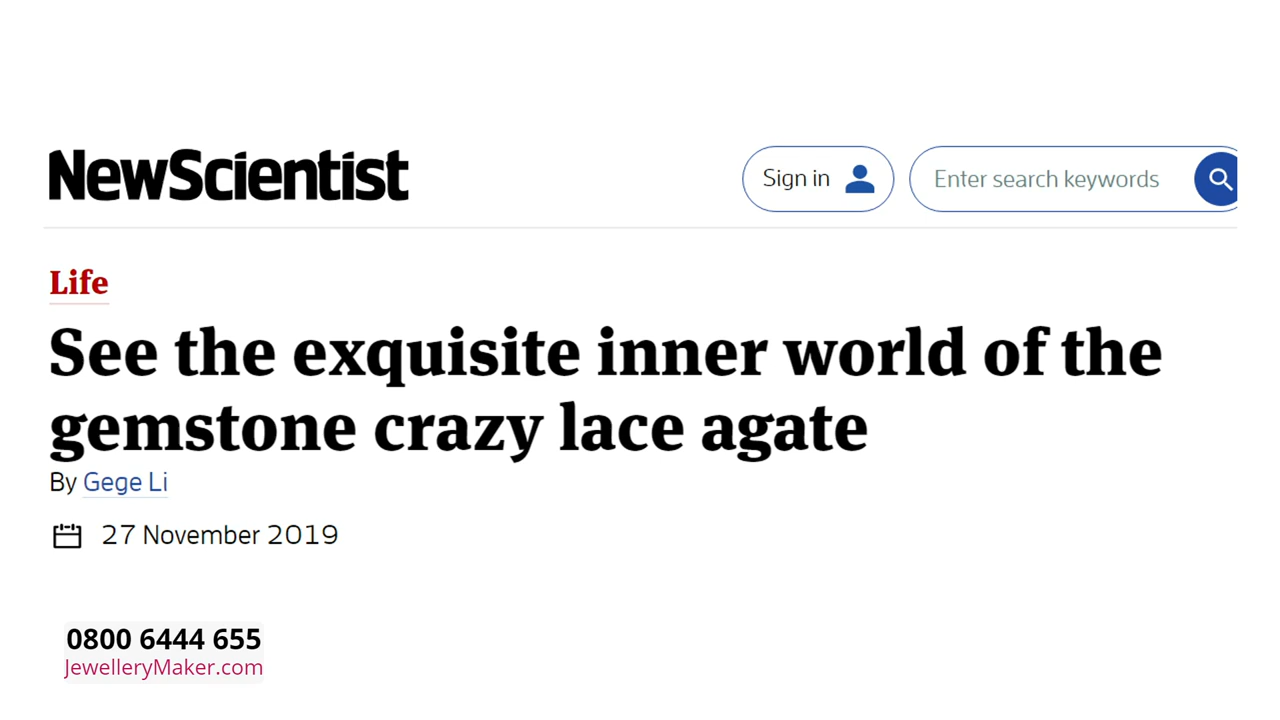 NewScientist
Sign in
Enter search keywords
Life
See the exquisite inner world of the
gemstone crazy lace agate
By Gege Li
27 November 2019
0800 6444 655
JewelleryMaker.com